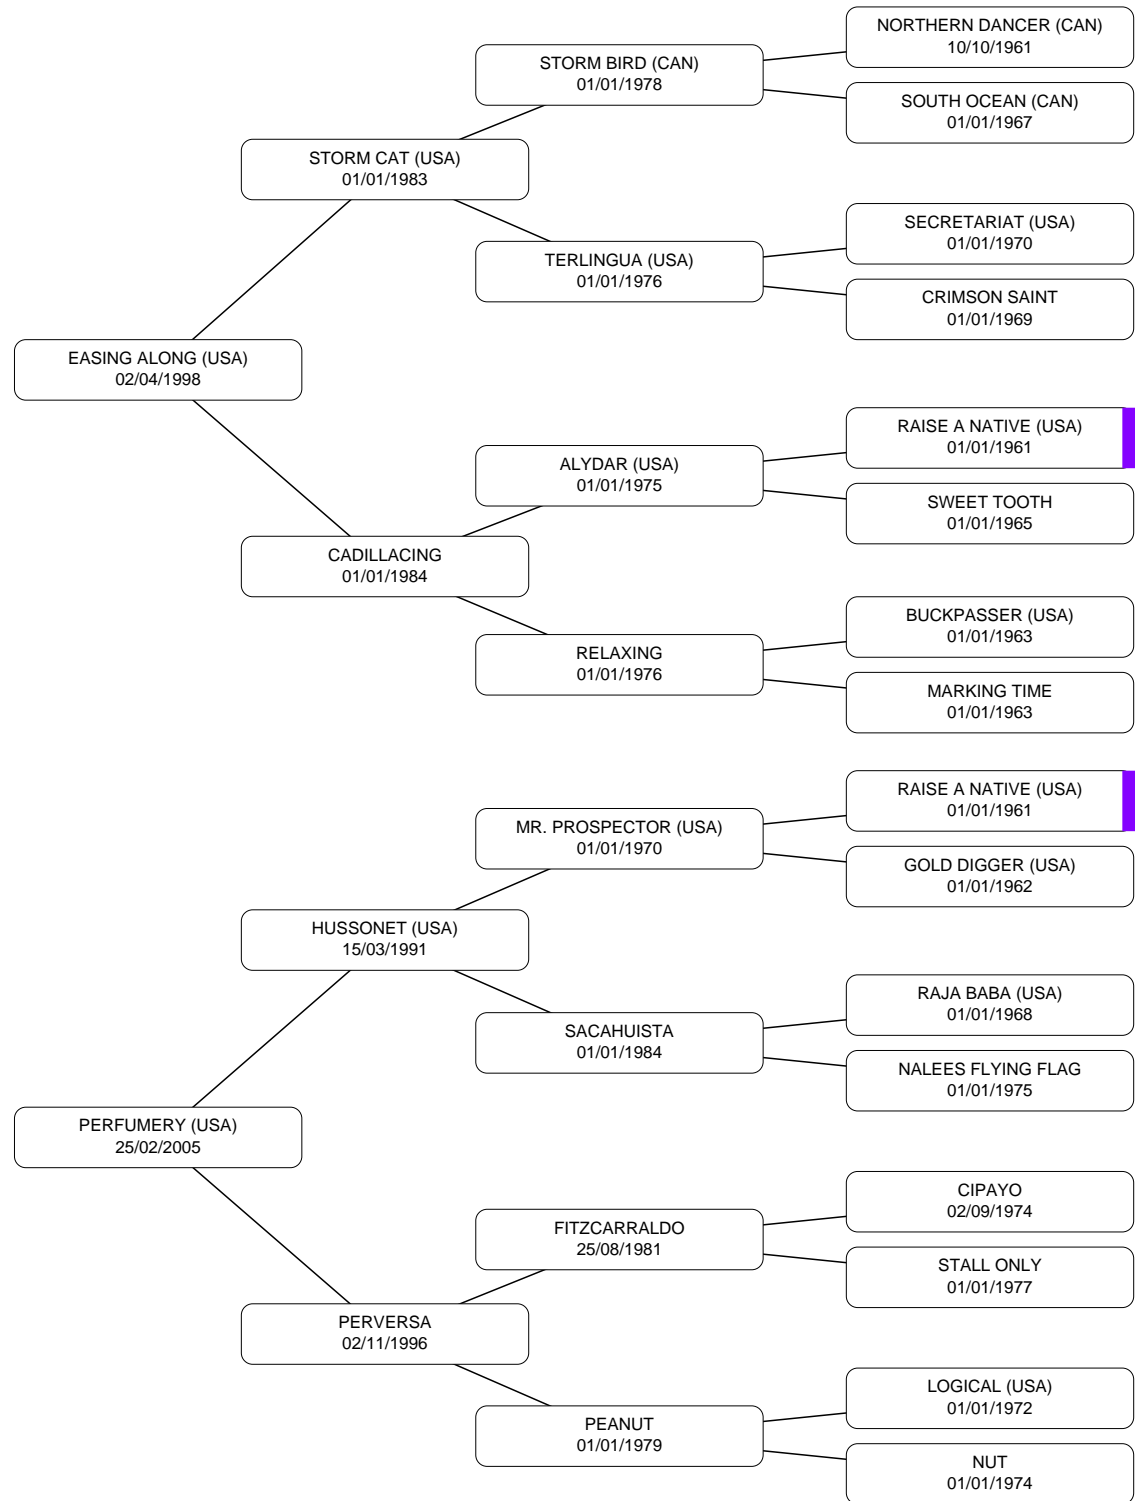 NORTHERN DANCER (CAN)
10/10/1961
STORM BIRD (CAN)
01/01/1978
SOUTH OCEAN (CAN)
01/01/1967
STORM CAT (USA)
01/01/1983
SECRETARIAT (USA)
01/01/1970
TERLINGUA (USA)
01/01/1976
CRIMSON SAINT
01/01/1969
EASING ALONG (USA)
02/04/1998
RAISE A NATIVE (USA)
01/01/1961
ALYDAR (USA)
01/01/1975
SWEET TOOTH
01/01/1965
CADILLACING
01/01/1984
BUCKPASSER (USA)
01/01/1963
RELAXING
01/01/1976
MARKING TIME
01/01/1963
RAISE A NATIVE (USA)
01/01/1961
MR. PROSPECTOR (USA)
01/01/1970
GOLD DIGGER (USA)
01/01/1962
HUSSONET (USA)
15/03/1991
RAJA BABA (USA)
01/01/1968
SACAHUISTA
01/01/1984
NALEES FLYING FLAG
01/01/1975
PERFUMERY (USA)
25/02/2005
CIPAYO
02/09/1974
FITZCARRALDO
25/08/1981
STALL ONLY
01/01/1977
PERVERSA
02/11/1996
LOGICAL (USA)
01/01/1972
PEANUT
01/01/1979
NUT
01/01/1974